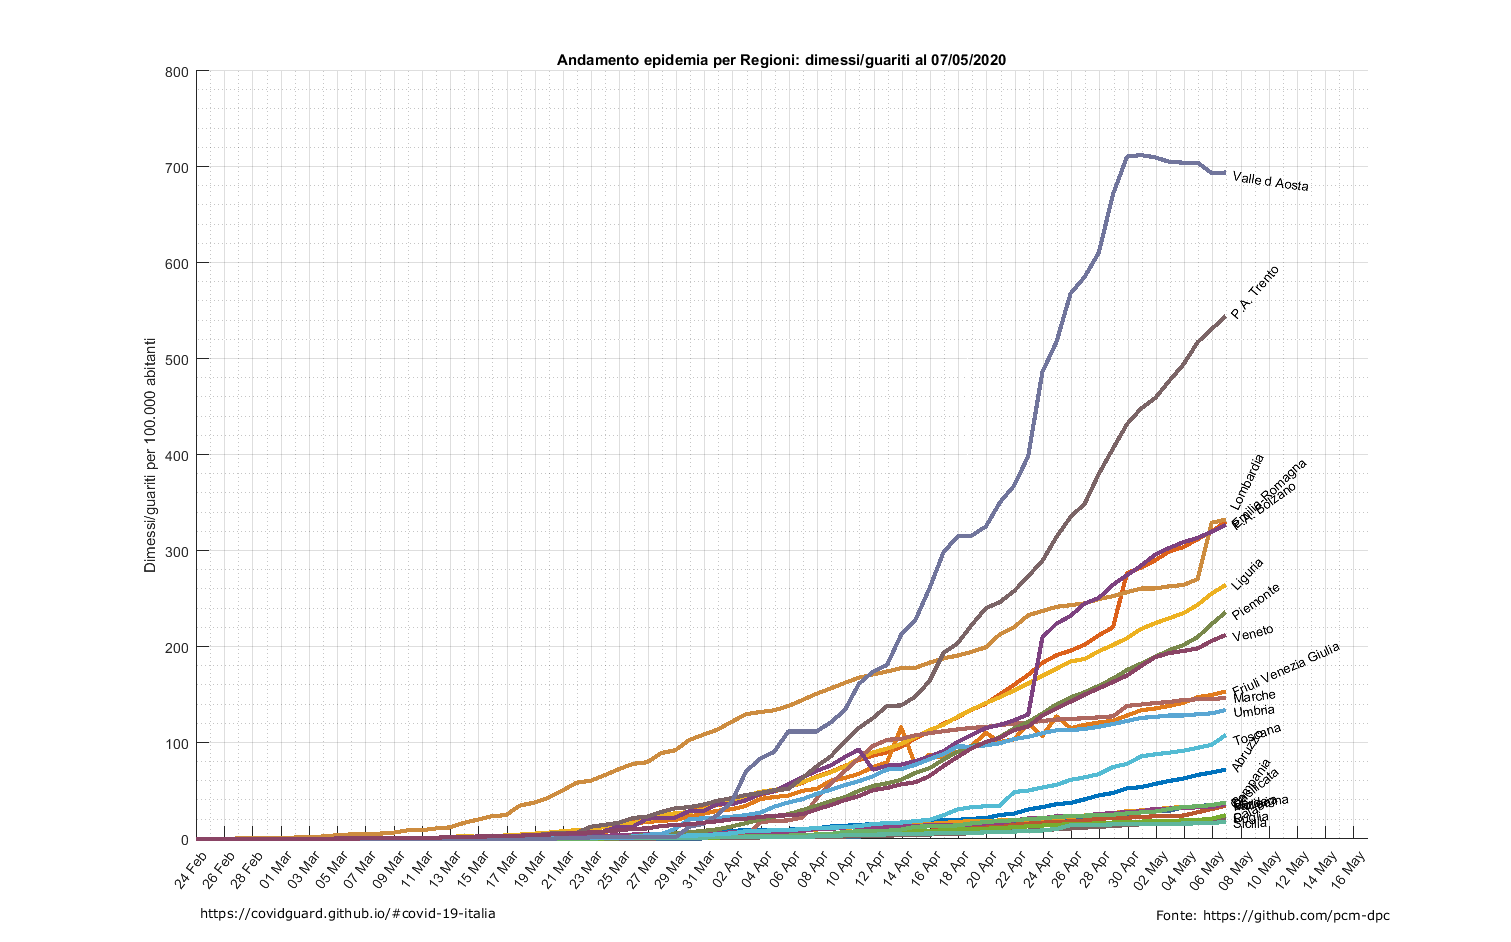 Andamento epidemia per Regioni: dimessi/guariti al 07/05/2020
800
700
600
500
400
300
200
100
0
Dimessi/guariti per 100.000 abitanti
Valle d Aosta
P.A. Trento
Lombardia
Emilia-Romagna
P.A. Bolzano
Liguria
Piemonte
Veneto
Friuli Venezia Giulia
Marche
Umbria
Toscana
Abruzzo
Campania
Basilicata
Puglia
Sicilia
24 Feb
26 Feb
28 Feb
01 Mar
03 Mar
05 Mar
07 Mar
09 Mar
11 Mar
13 Mar
15 Mar
17 Mar
19 Mar
21 Mar
23 Mar
25 Mar
27 Mar
29 Mar
31 Mar
02 Apr
04 Apr
06 Apr
08 Apr
10 Apr
12 Apr
14 Apr
16 Apr
18 Apr
20 Apr
22 Apr
24 Apr
26 Apr
28 Apr
30 Apr
02 May
04 May
06 May
08 May
10 May
12 May
14 May
16 May
https://covidguard.github.io/#covid-19-italia
Fonte: https://github.com/pcm-dpc